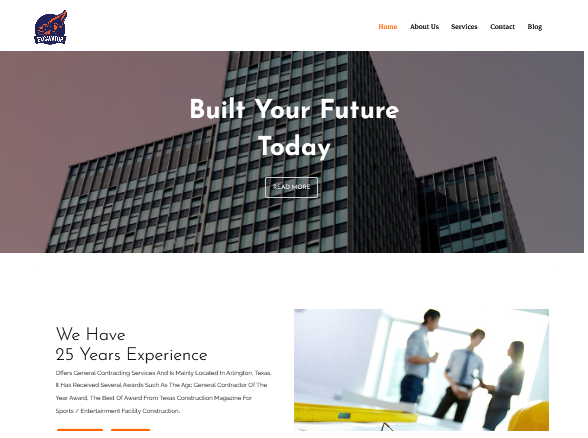 Home About Us Services Contact Blog
Built Your Future
Today
READ MORE
We Have
25 Years Experience
Offers General Contracting Services And Is Mainly Located In Arlington, Texas.
It Has Received Several Awards Such As The Agc General Contractor Of The
Year Award, The Best Of Award From Texas Construction Magazine For
Sports / Entertainment Facility Construction.